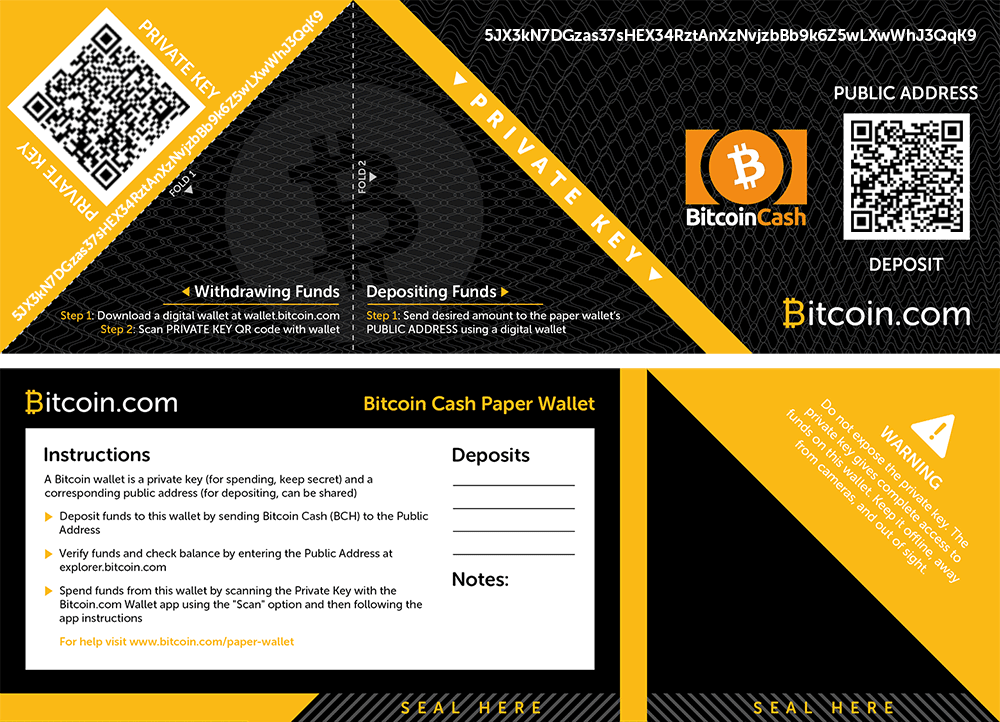 PRIVATE KEY
PRIVATE KEY
5JX3kN7DGzas37sHEX34RztAnXzNvjzbBb9k6Z5wLXwWhJ3QqK9
FOLD 1
FOLD 2
Withdrawing Funds
Step 1: Download a digital wallet at wallet.bitcoin.com
Step 2: Scan PRIVATE KEY QR code with wallet
Depositing Funds
Step 1: Send desired amount to the paper wallet's
PUBLIC ADDRESS using a digital wallet
PRIVATE KEY
5JX3kN7DGzas37sHEX34RztAnXzNvjzbBb9k6Z5wLXwWhJ3QqK9
PUBLIC ADDRESS
BitcoinCash
DEPOSIT
Bitcoin.com
Bitcoin.com
Bitcoin Cash Paper Wallet
Instructions
A Bitcoin wallet is a private key (for spending, keep secret) and a
corresponding public address (for depositing, can be shared)
Deposit funds to this wallet by sending Bitcoin Cash (BCH) to the Public
Address
Verify funds and check balance by entering the Public Address at
explorer.bitcoin.com
Spend funds from this wallet by scanning the Private Key with the
Bitcoin.com Wallet app using the "Scan" option and then following the
app instructions
For help visit www.bitcoin.com/paper-wallet
Deposits
Notes:
SEAL HERE
WARNING
Do not expose the private key. The
private key gives complete access to
funds on this wallet. Keep it offline, away
from cameras, and out of sight.
SEAL HERE